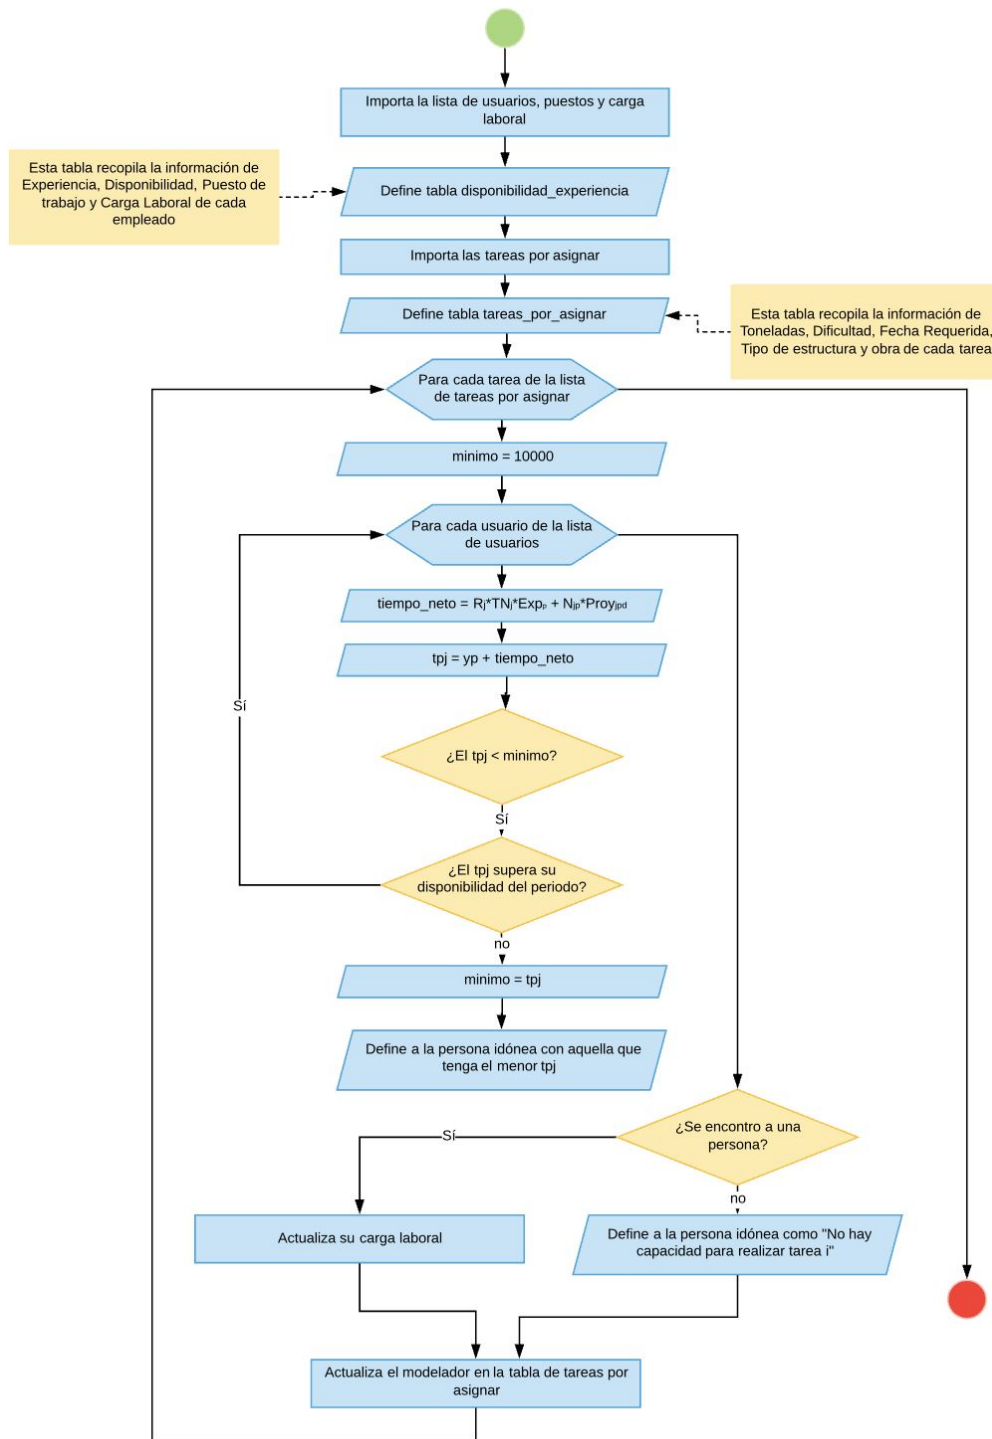 Importa la lista de usuarios, puestos y carga
laboral
Esta tabla recopila la información de
Experiencia, Disponibilidad, Puesto de
trabajo y Carga Laboral de cada
empleado
Define tabla disponibilidad_experiencia
Importa las tareas por asignar
Define tabla tareas_por_asignar
Esta tabla recopila la información de
Toneladas, Dificultad, Fecha Requerida,
Tipo de estructura y obra de cada tarea
Para cada tarea de la lista
de tareas por asignar
minimo = 10000
Para cada usuario de la lista
de usuarios
tiempo_neto = Rⱼ*TNⱼ*Expₚ + Nⱼₚ*Proyⱼₚd
tpj = yp + tiempo_neto
Sí
¿El tpj < minimo?
Sí
¿El tpj supera su
disponibilidad del periodo?
no
minimo = tpj
Define a la persona idónea con aquella que
tenga el menor tpj
¿Se encontro a una
persona?
Sí
no
Actualiza su carga laboral
Define a la persona idónea como "No hay
capacidad para realizar tarea i"
Actualiza el modelador en la tabla de tareas por
asignar